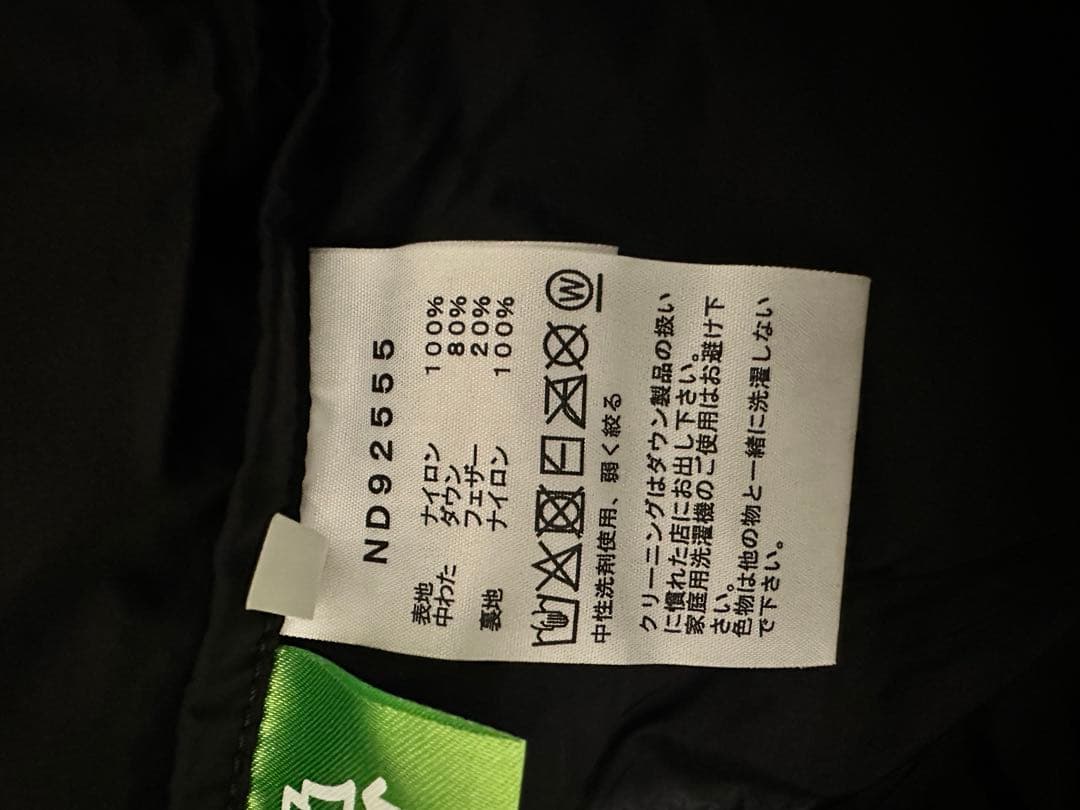 ND92555
表地 ナイロン 100%
中わた ダウン 80%
フェザー 20%
裏地 ナイロン 100%
W
中性洗剤使用、弱く絞る
クリーニングはダウン製品の扱い
に慣れた店にお出し下さい。
家庭用洗濯機のご使用はお避け下
さい。
色物は他の物と一緒に洗濯しない
で下さい。